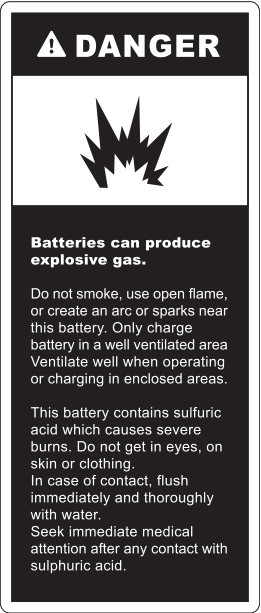 DANGER
Batteries can produce
explosive gas.
Do not smoke, use open flame,
or create an arc or sparks near
this battery. Only charge
battery in a well ventilated area
Ventilate well when operating
or charging in enclosed areas.
This battery contains sulfuric
acid which causes severe
burns. Do not get in eyes, on
skin or clothing.
In case of contact, flush
immediately and thoroughly
with water.
Seek immediate medical
attention after any contact with
sulphuric acid.